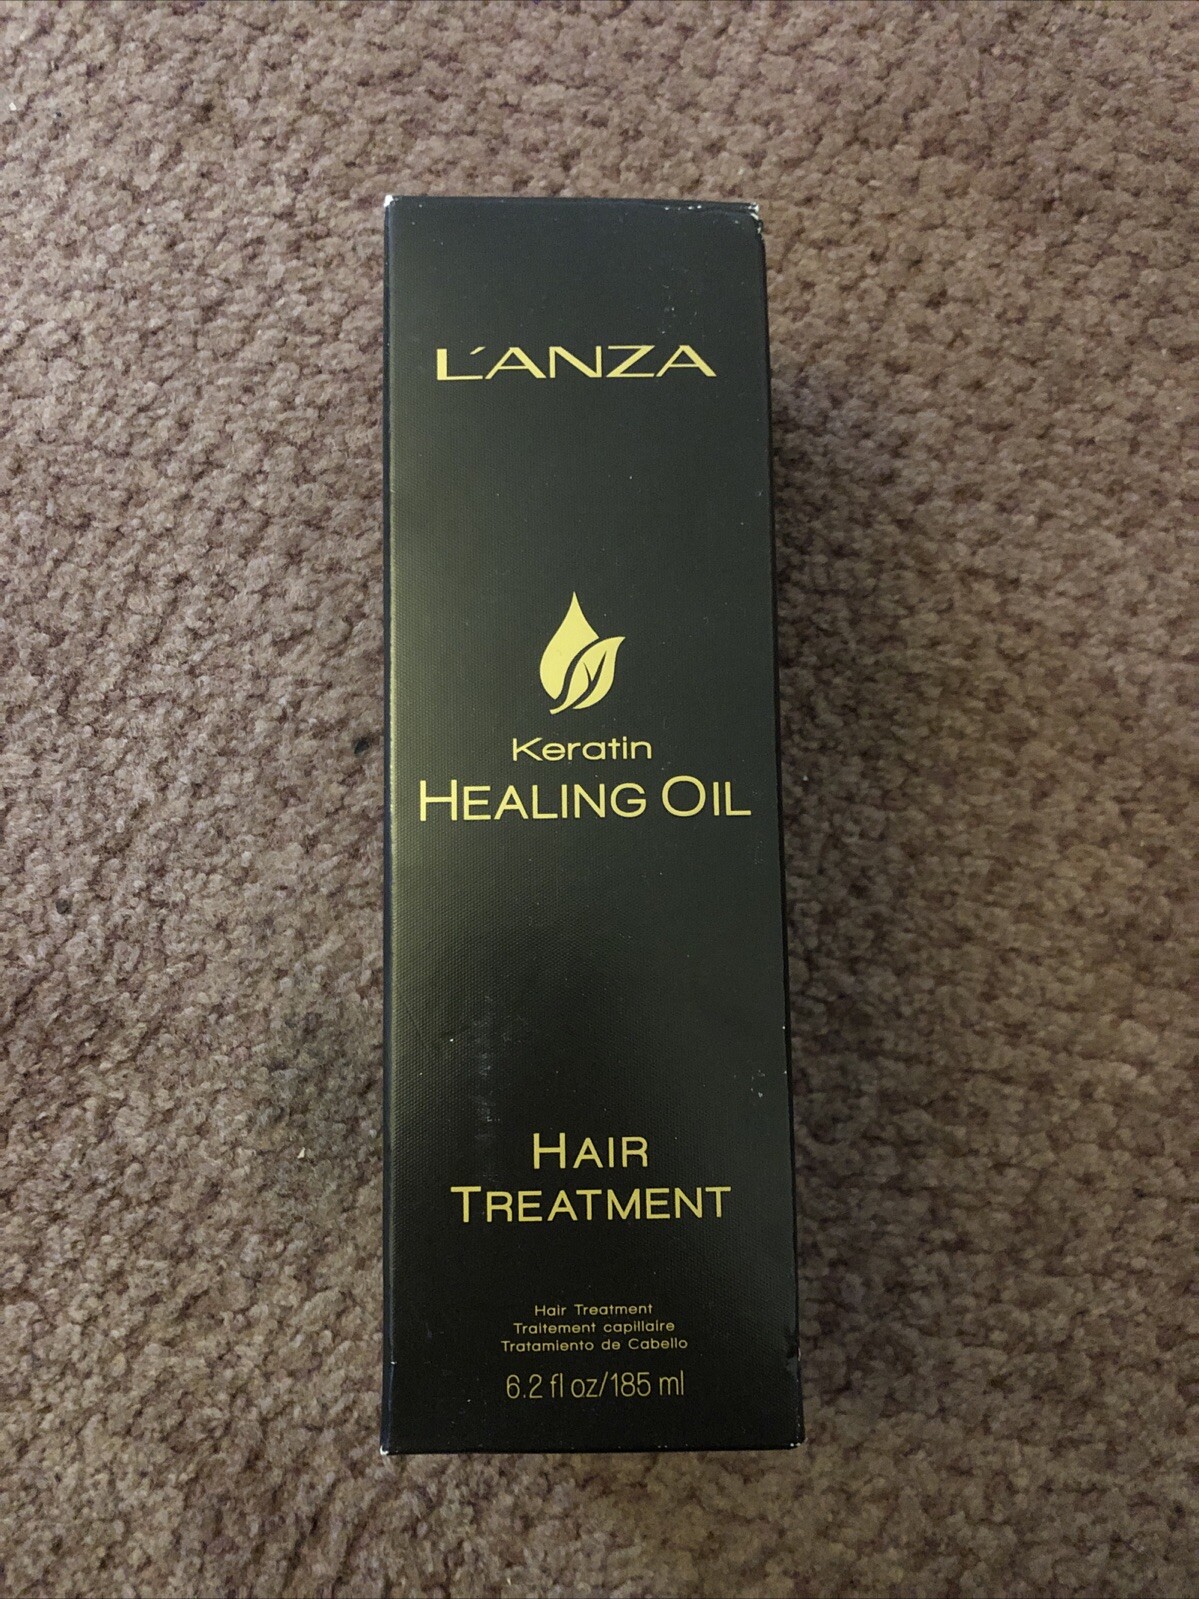 L'ANZA
Keratin
HEALING OIL
HAIR
TREATMENT
Hair Treatment
Traitement capillaire
Tratamiento de Cabello
6.2 fl oz/185 ml